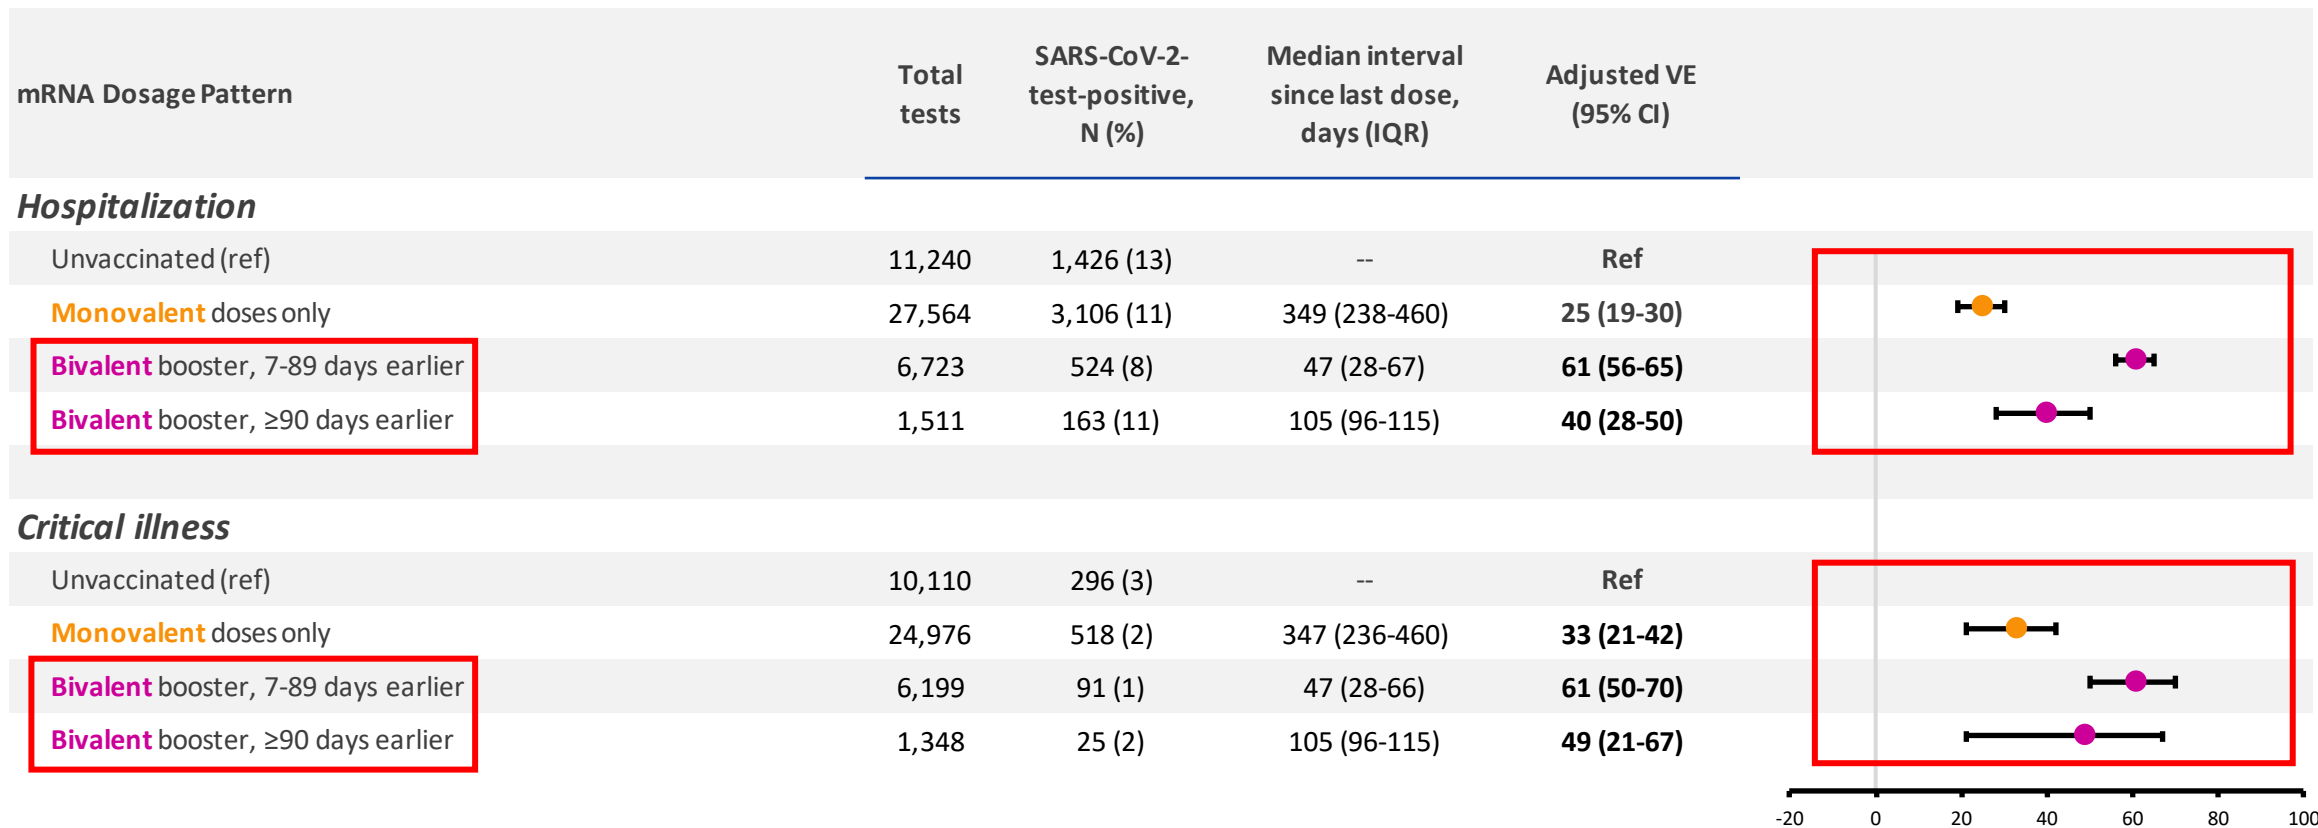 mRNA Dosage Pattern
Total tests
SARS-CoV-2-test-positive, N (%)
Median interval since last dose, days (IQR)
Adjusted VE (95% CI)
Hospitalization
Unvaccinated (ref) 11,240 1,426 (13) -- Ref
Monovalent doses only 27,564 3,106 (11) 349 (238-460) 25 (19-30)
Bivalent booster, 7-89 days earlier 6,723 524 (8) 47 (28-67) 61 (56-65)
Bivalent booster, ≥90 days earlier 1,511 163 (11) 105 (96-115) 40 (28-50)
Critical illness
Unvaccinated (ref) 10,110 296 (3) -- Ref
Monovalent doses only 24,976 518 (2) 347 (236-460) 33 (21-42)
Bivalent booster, 7-89 days earlier 6,199 91 (1) 47 (28-66) 61 (50-70)
Bivalent booster, ≥90 days earlier 1,348 25 (2) 105 (96-115) 49 (21-67)
-20 0 20 40 60 80 100